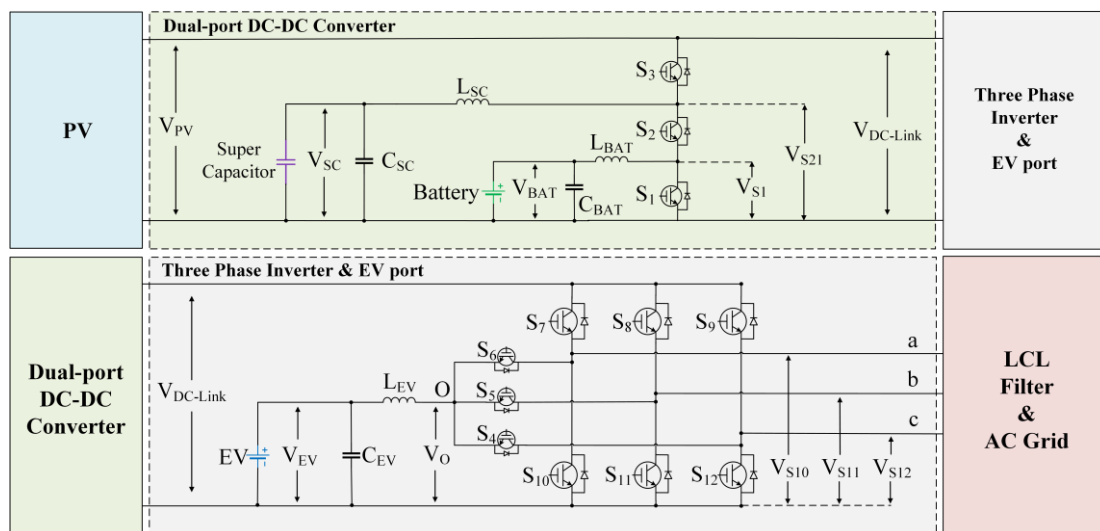 Dual-port DC-DC Converter
PV
V_PV
Super
Capacitor
V_SC
C_SC
L_SC
Battery
V_BAT
C_BAT
L_BAT
S_3
S_2
S_1
V_S1
V_S21
V_DC-Link
Three Phase
Inverter
&
EV port
Three Phase Inverter & EV port
Dual-port
DC-DC
Converter
V_DC-Link
EV
V_EV
C_EV
L_EV
O
V_O
S_6
S_5
S_4
S_7
S_8
S_9
S_10
S_11
S_12
a
b
c
V_S10
V_S11
V_S12
LCL
Filter
&
AC Grid